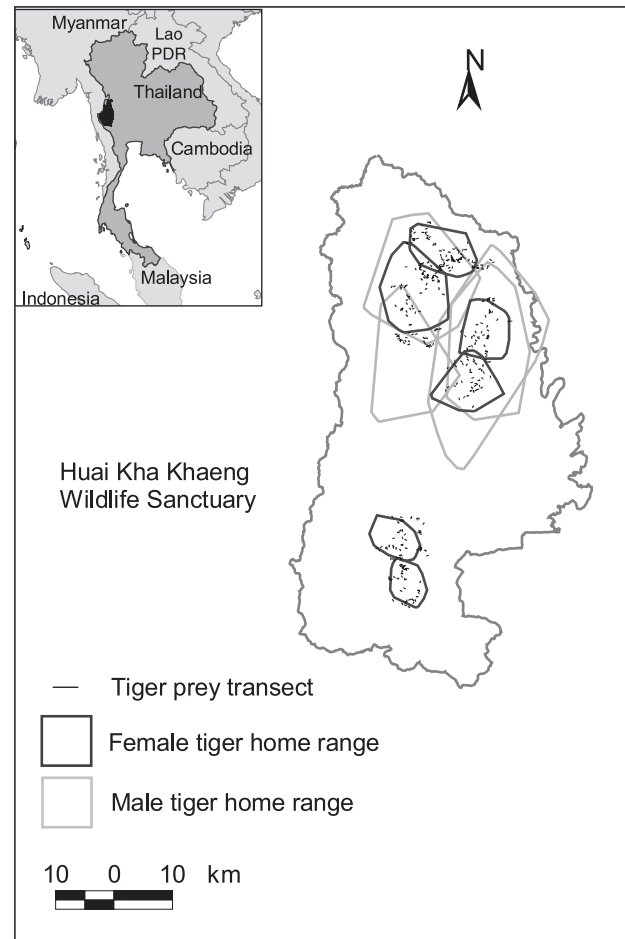 Myanmar
Lao
PDR
Thailand
Cambodia
Malaysia
Indonesia
N
Huai Kha Khaeng
Wildlife Sanctuary
Tiger prey transect
Female tiger home range
Male tiger home range
10 0 10 km